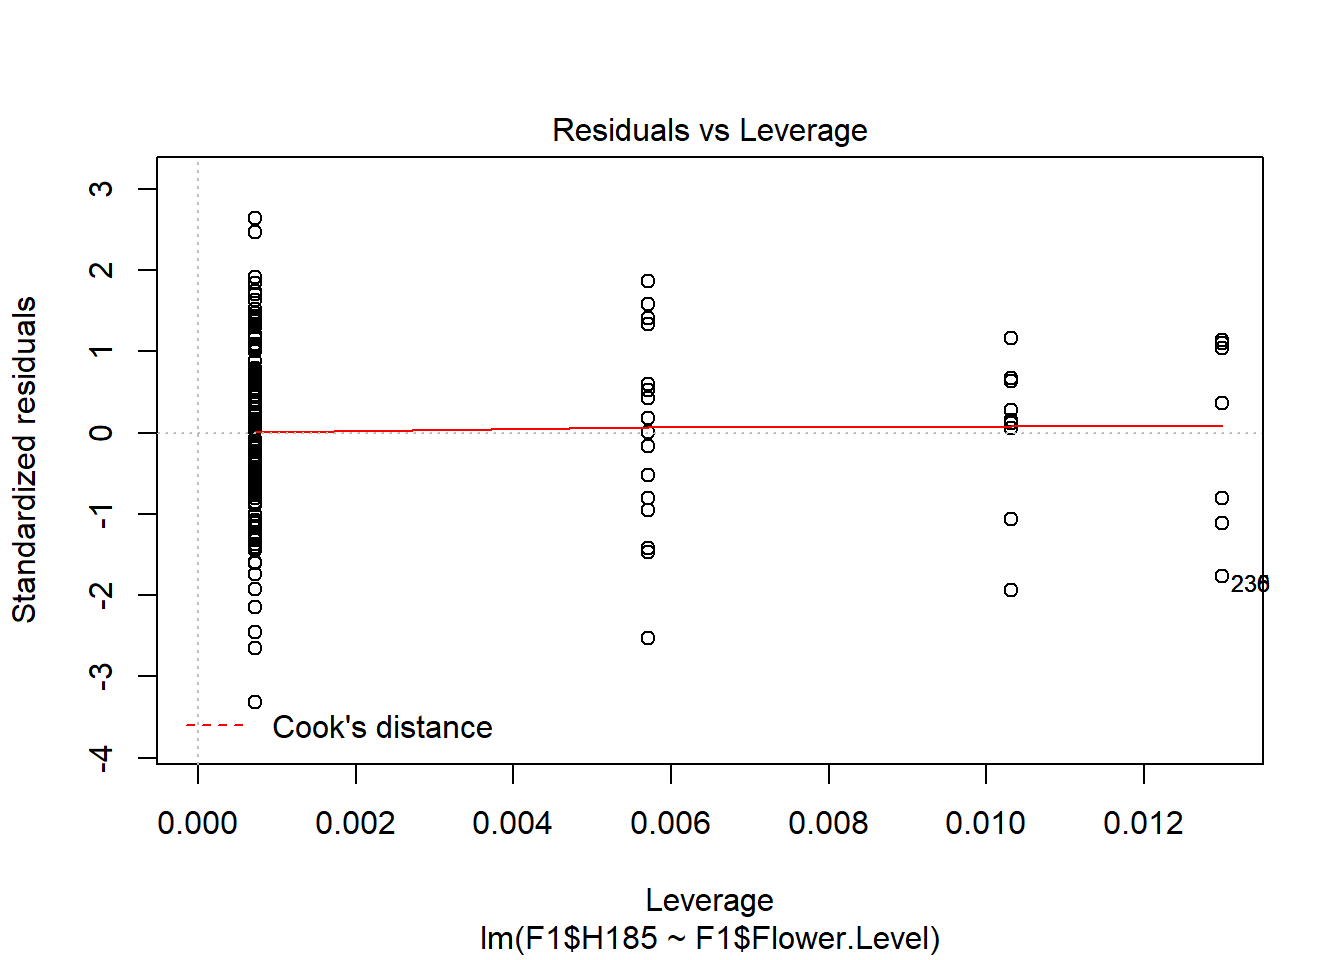 Residuals vs Leverage
Standardized residuals
3
2
1
0
-1
-2
-3
-4
Cook's distance
0.000 0.002 0.004 0.006 0.008 0.010 0.012
Leverage
lm(F1$H185 ~ F1$Flower.Level)